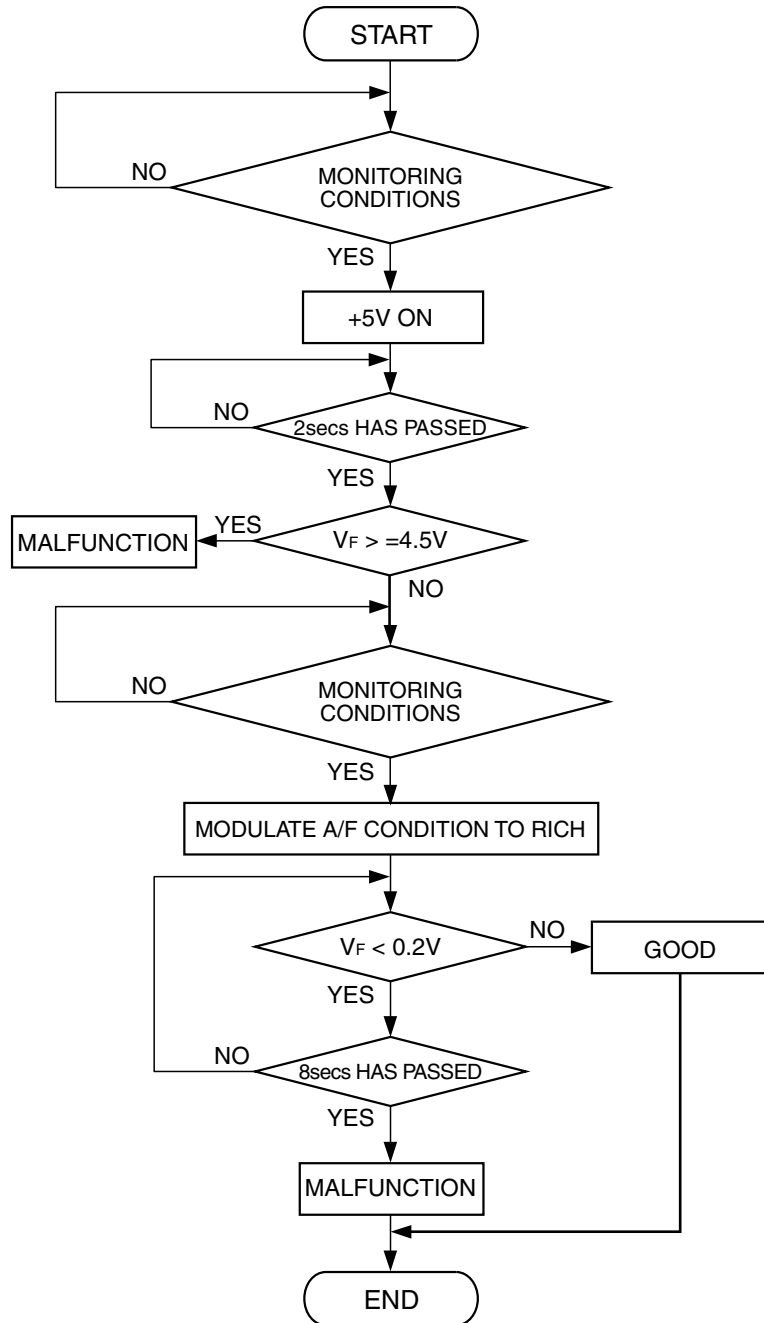 START
NO
MONITORING
CONDITIONS
YES
+5V ON
NO
2secs HAS PASSED
YES
MALFUNCTION
YES
VF > =4.5V
NO
NO
MONITORING
CONDITIONS
YES
MODULATE A/F CONDITION TO RICH
VF < 0.2V
NO
GOOD
YES
NO
8secs HAS PASSED
YES
MALFUNCTION
END